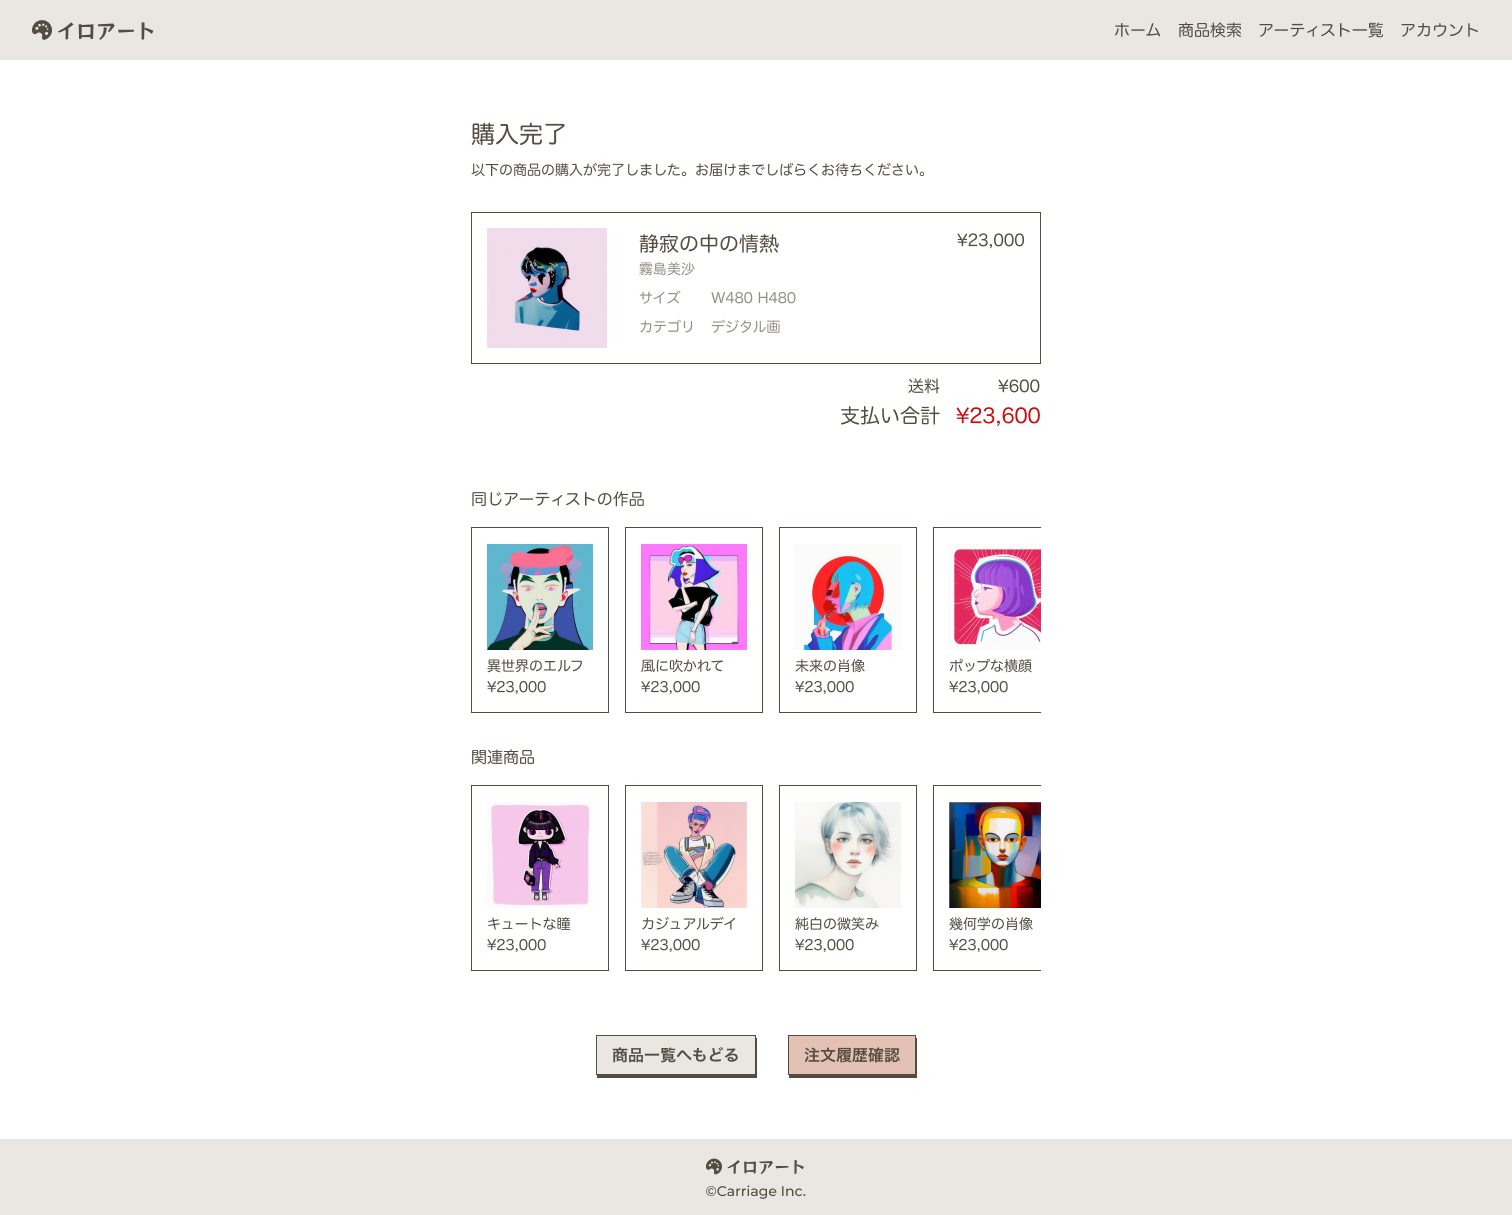 イロアート
ホーム 商品検索 アーティスト一覧 アカウント
購入完了
以下の商品の購入が完了しました。お届けまでしばらくお待ちください。
静寂の中の情熱 ¥23,000
霧島美沙
サイズ W480 H480
カテゴリ デジタル画
送料 ¥600
支払い合計 ¥23,600
同じアーティストの作品
異世界のエルフ
¥23,000
風に吹かれて
¥23,000
未来の肖像
¥23,000
ポップな横顔
¥23,000
関連商品
キュートな瞳
¥23,000
カジュアルデイ
¥23,000
純白の微笑み
¥23,000
幾何学の肖像
¥23,000
商品一覧へもどる 注文履歴確認
イロアート
©Carriage Inc.